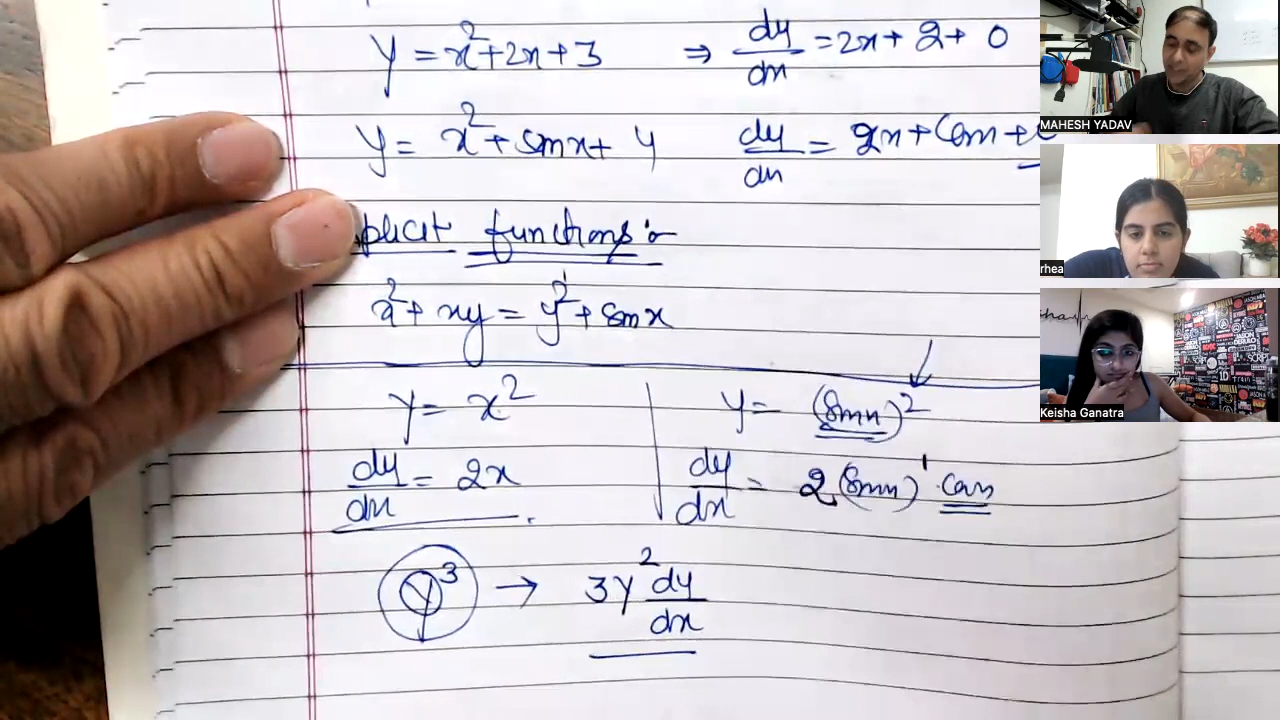 y = x² + 2x + 3 ⇒ dy/dx = 2x + 2 + 0
y = x² + sinx + 4 dy/dx = 2x + Cosx +
plicit functions :-
x² + xy = y² + sinx
y = x² y = (sinx)²
dy/dx = 2x dy/dx = 2(sinx)¹ cosx
y³ → 3y² dy/dx
MAHESH YADAV
rhea
Keisha Ganatra